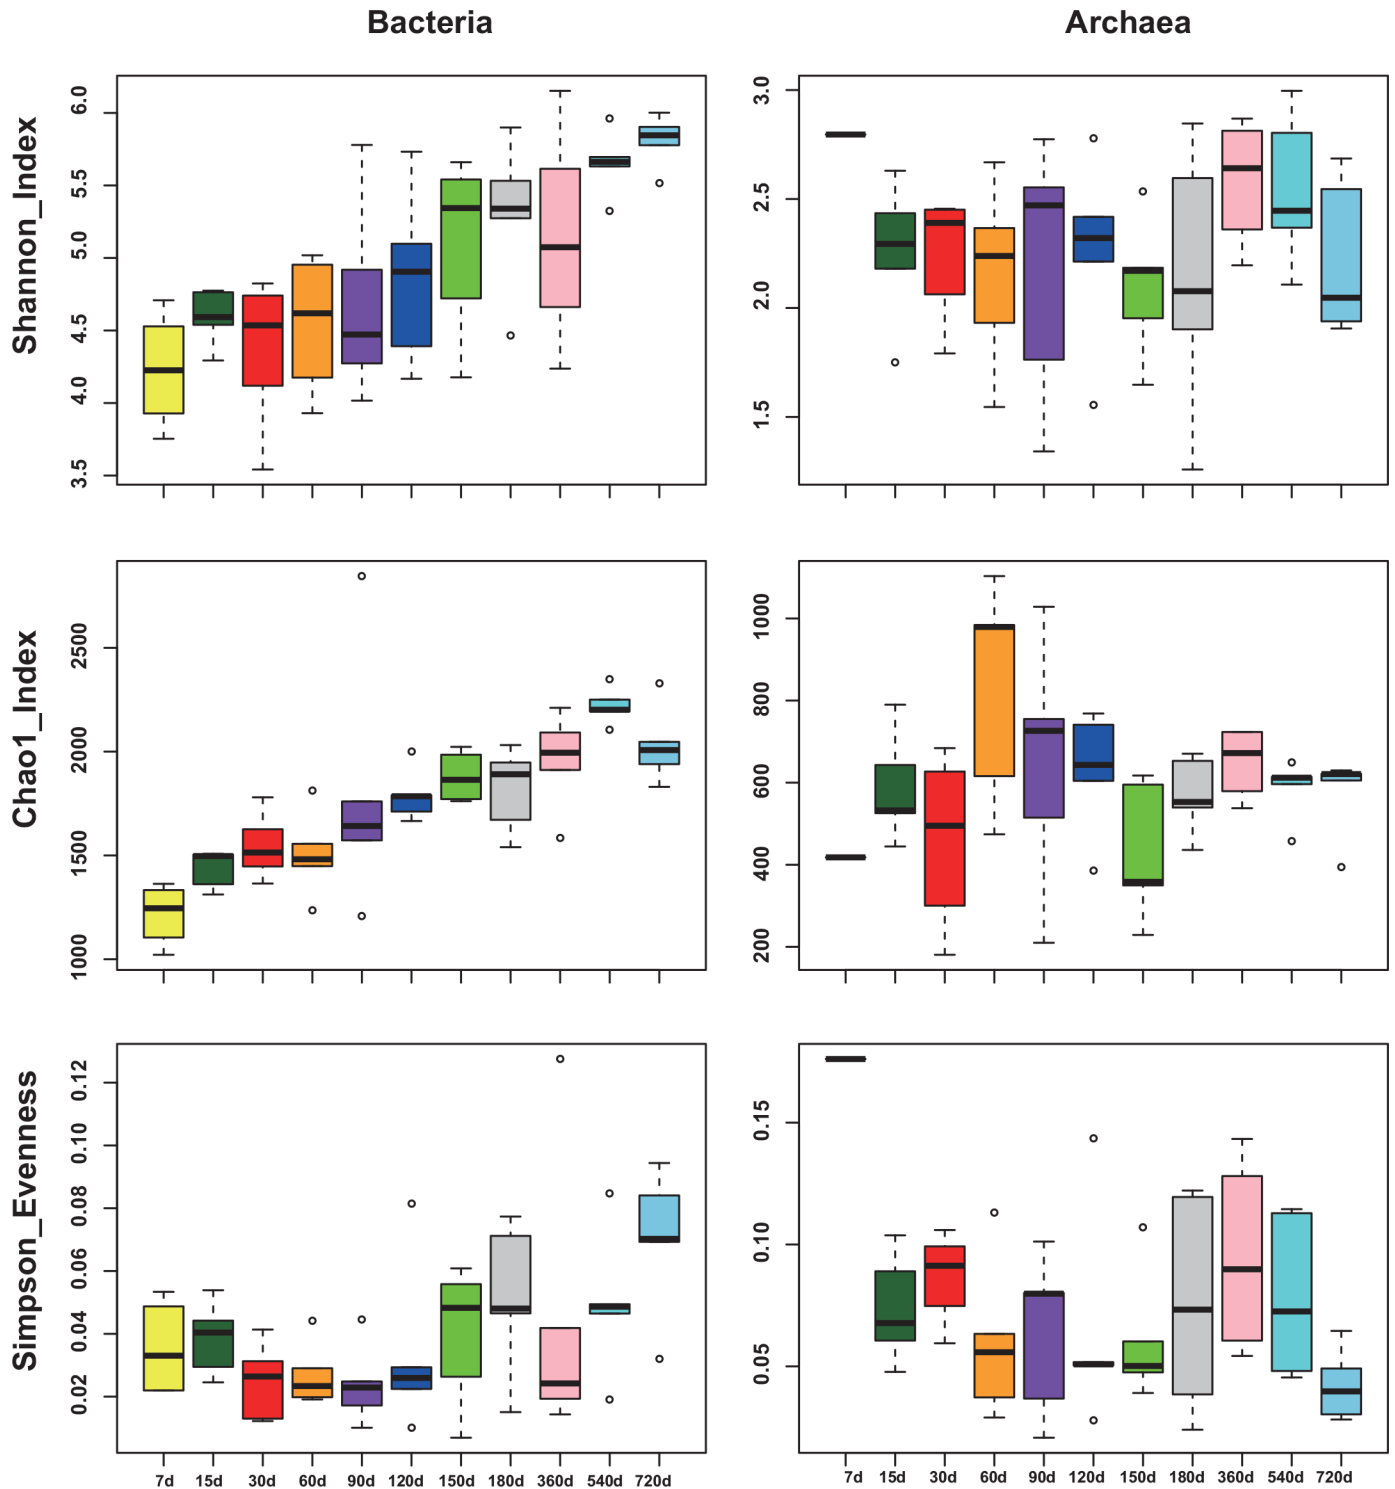 Bacteria
Archaea
Shannon_Index
3.5 4.0 4.5 5.0 5.5 6.0
1.5 2.0 2.5 3.0
Chao1_Index
1000 1500 2000 2500
200 400 600 800 1000
Simpson_Evenness
0.02 0.04 0.06 0.08 0.10 0.12
0.05 0.10 0.15
7d 15d 30d 60d 90d 120d 150d 180d 360d 540d 720d
7d 15d 30d 60d 90d 120d 150d 180d 360d 540d 720d